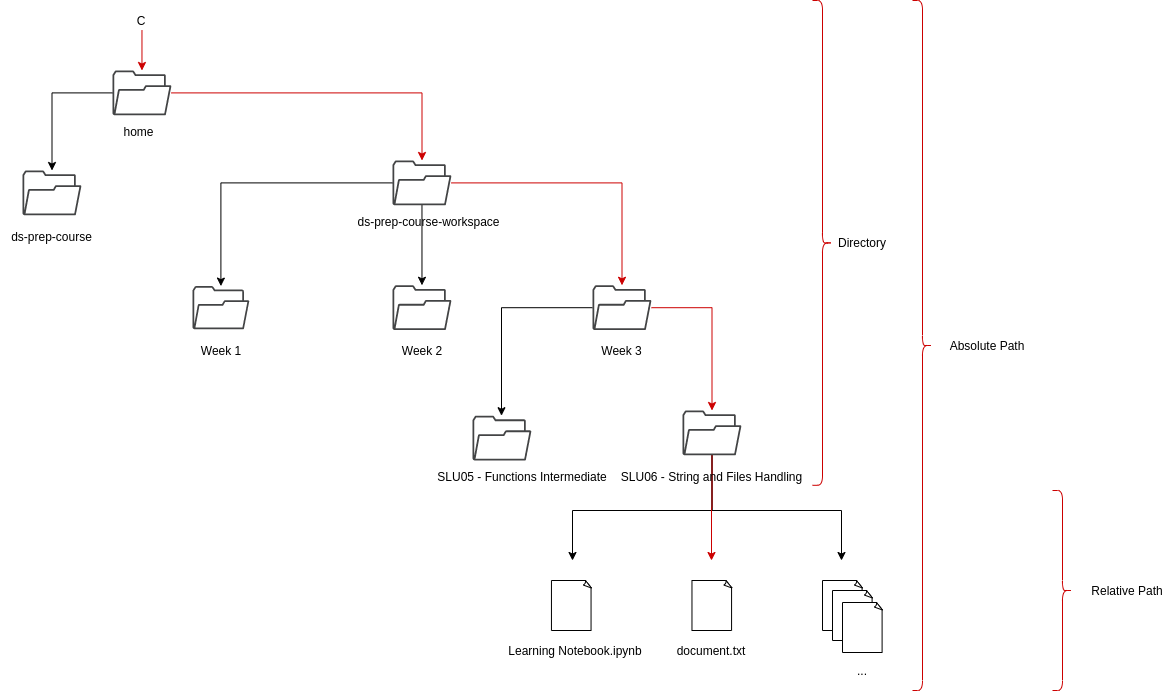 C
home
ds-prep-course
ds-prep-course-workspace
Directory
Week 1
Week 2
Week 3
Absolute Path
SLU05 - Functions Intermediate
SLU06 - String and Files Handling
Relative Path
Learning Notebook.ipynb
document.txt
...